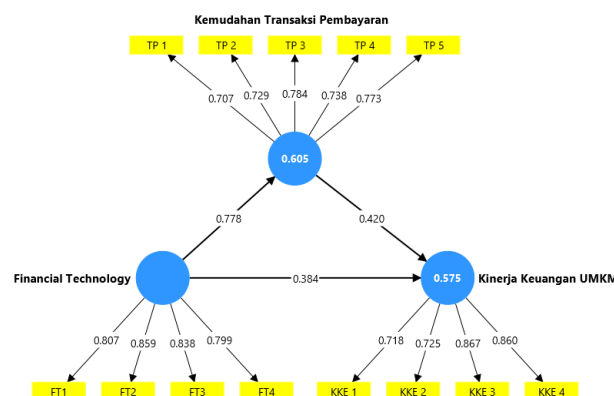 Kemudahan Transaksi Pembayaran
TP 1 TP 2 TP 3 TP 4 TP 5
0.707 0.729 0.784 0.738 0.773
0.605
0.778 0.420
Financial Technology 0.384 0.575 Kinerja Keuangan UMKM
0.807 0.859 0.838 0.799 0.718 0.725 0.867 0.860
FT1 FT2 FT3 FT4 KKE 1 KKE 2 KKE 3 KKE 4